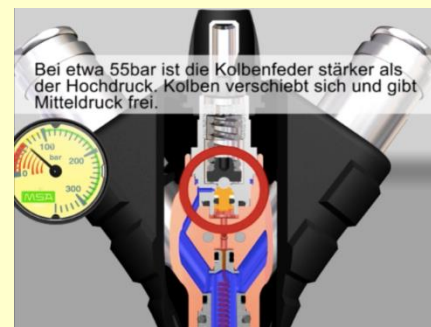 Bei etwa 55bar ist die Kolbenfeder stärker als
der Hochdruck. Kolben verschiebt sich und gibt
Mitteldruck frei.
100
bar
200
0
300
MSA